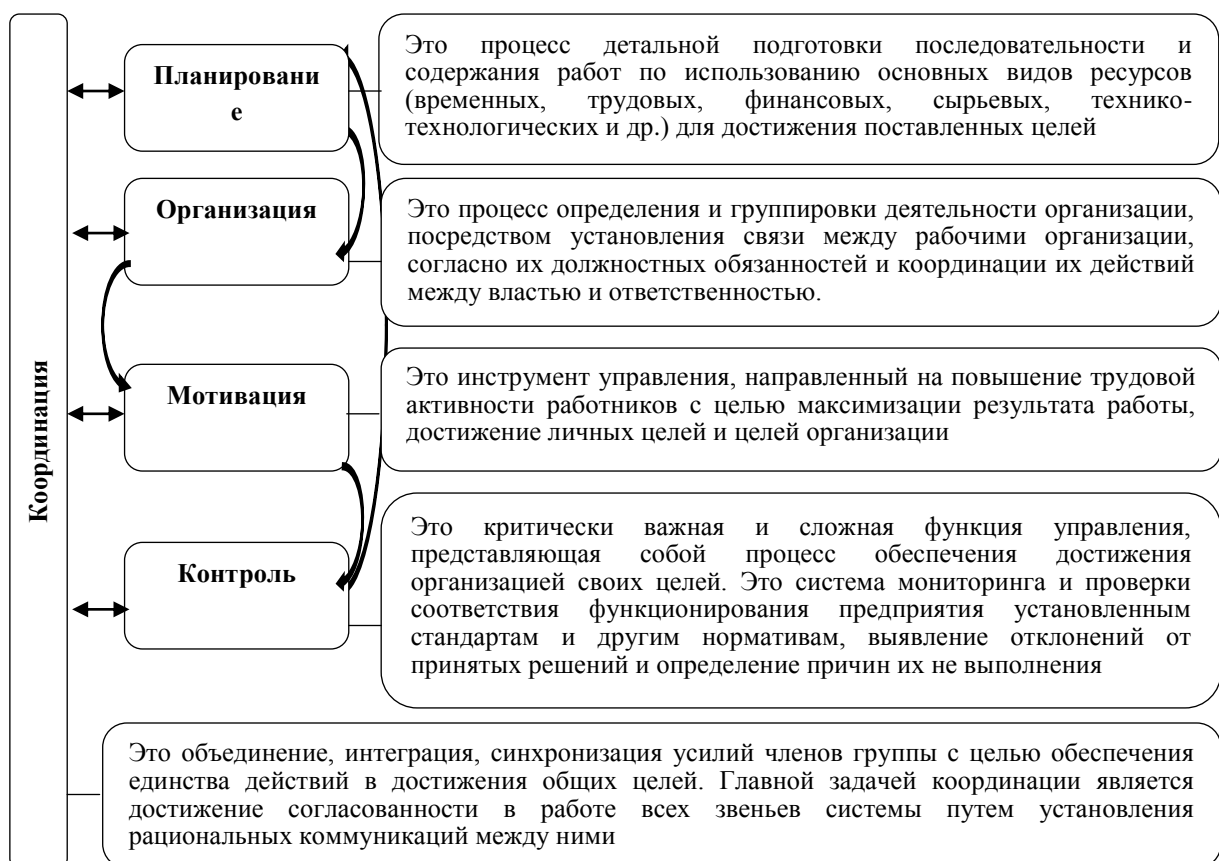 Координация
Планировани
е
Это процесс детальной подготовки последовательности и
содержания работ по использованию основных видов ресурсов
(временных, трудовых, финансовых, сырьевых, технико-
технологических и др.) для достижения поставленных целей
Организация
Это процесс определения и группировки деятельности организации,
посредством установления связи между рабочими организации,
согласно их должностных обязанностей и координации их действий
между властью и ответственностью.
Мотивация
Это инструмент управления, направленный на повышение трудовой
активности работников с целью максимизации результата работы,
достижение личных целей и целей организации
Контроль
Это критически важная и сложная функция управления,
представляющая собой процесс обеспечения достижения
организацией своих целей. Это система мониторинга и проверки
соответствия функционирования предприятия установленным
стандартам и другим нормативам, выявление отклонений от
принятых решений и определение причин их не выполнения
Это объединение, интеграция, синхронизация усилий членов группы с целью обеспечения
единства действий в достижения общих целей. Главной задачей координации является
достижение согласованности в работе всех звеньев системы путем установления
рациональных коммуникаций между ними